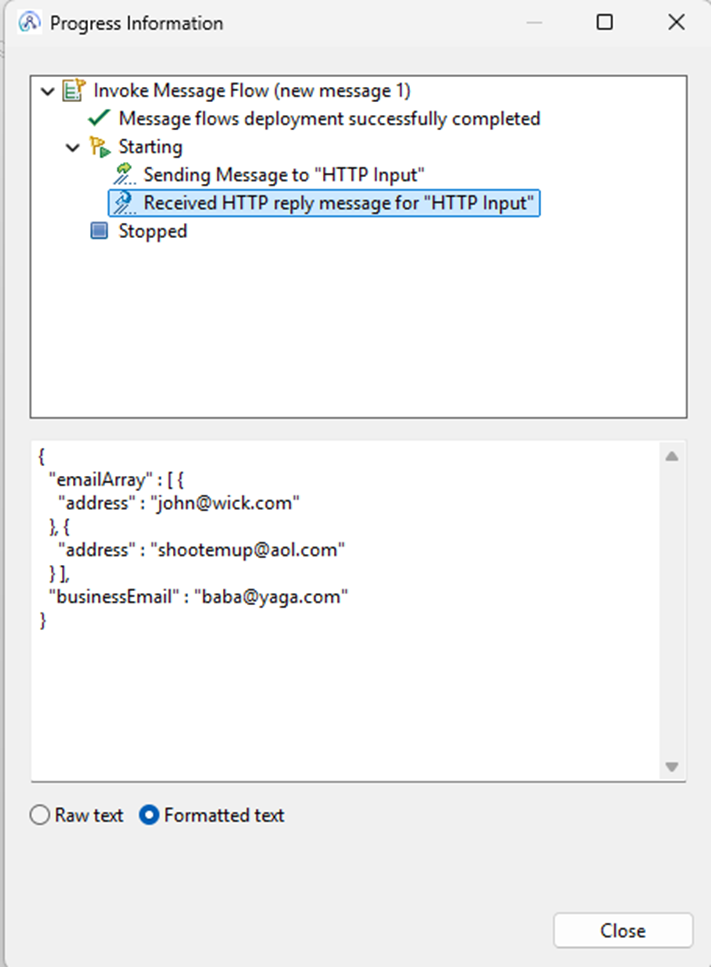 Progress Information
Invoke Message Flow (new message 1)
Message flows deployment successfully completed
Starting
Sending Message to "HTTP Input"
Received HTTP reply message for "HTTP Input"
Stopped
{
  "emailArray" : [ {
    "address" : "john@wick.com"
  }, {
    "address" : "shootemup@aol.com"
  } ],
  "businessEmail" : "baba@yaga.com"
}
Raw text Formatted text
Close